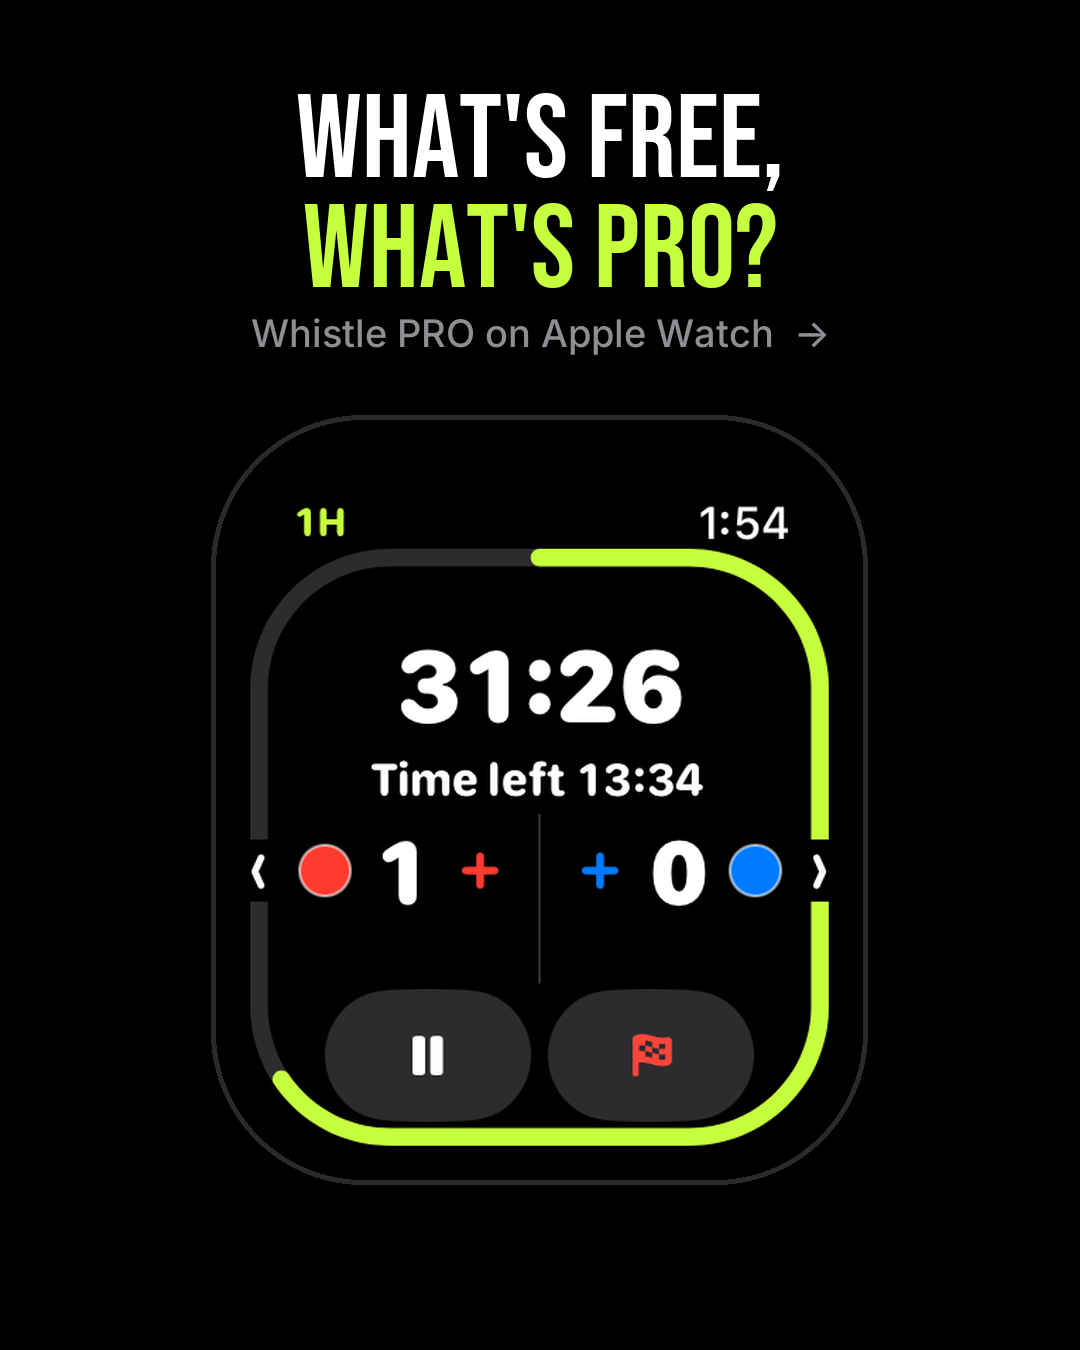 WHAT'S FREE,
WHAT'S PRO?
Whistle PRO on Apple Watch →
1H 1:54
31:26
Time left 13:34
1 + + 0